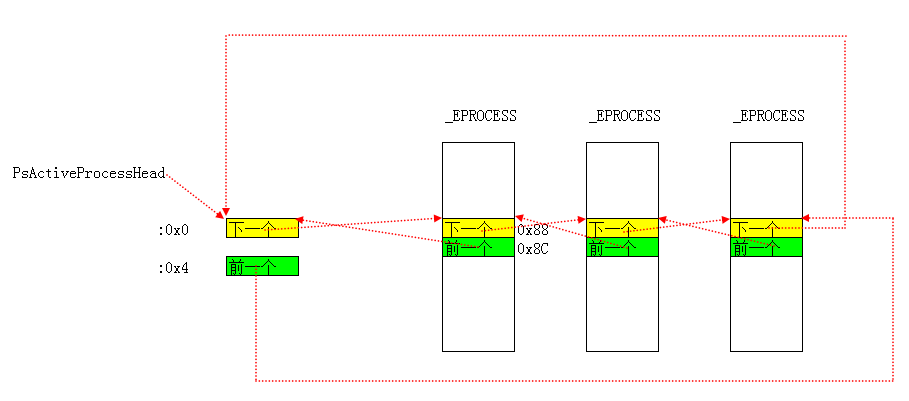 _EPROCESS _EPROCESS _EPROCESS
PsActiveProcessHead
:0x0 下一个 下一个 0x88 下一个 下一个
前一个 0x8C 前一个 前一个
:0x4 前一个